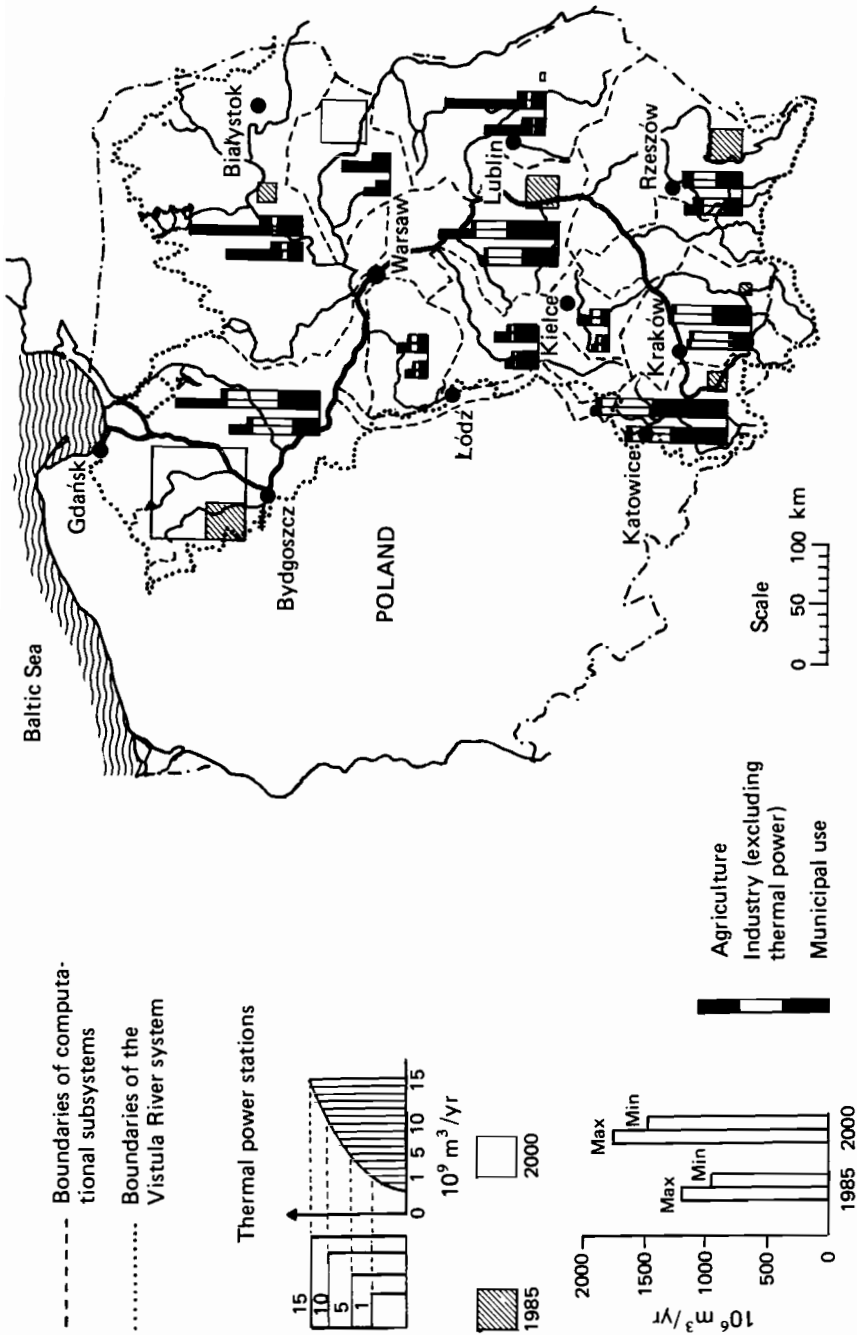 Baltic Sea
Gdańsk
Białystok
Bydgoszcz
Warsaw
POLAND
Łódz
Lublin
Kielce
Katowice
Kraków
Rzeszów
Scale
0 50 100 km
Boundaries of computa-
tional subsystems
Boundaries of the
Vistula River system
Thermal power stations
15
10
5
1
0 1 5 10 15
10⁹ m³/yr
1985
2000
2000
1500
1000
500
0
10⁶ m³/yr
Max
Min
Max
Min
1985
2000
Agriculture
Industry (excluding
thermal power)
Municipal use